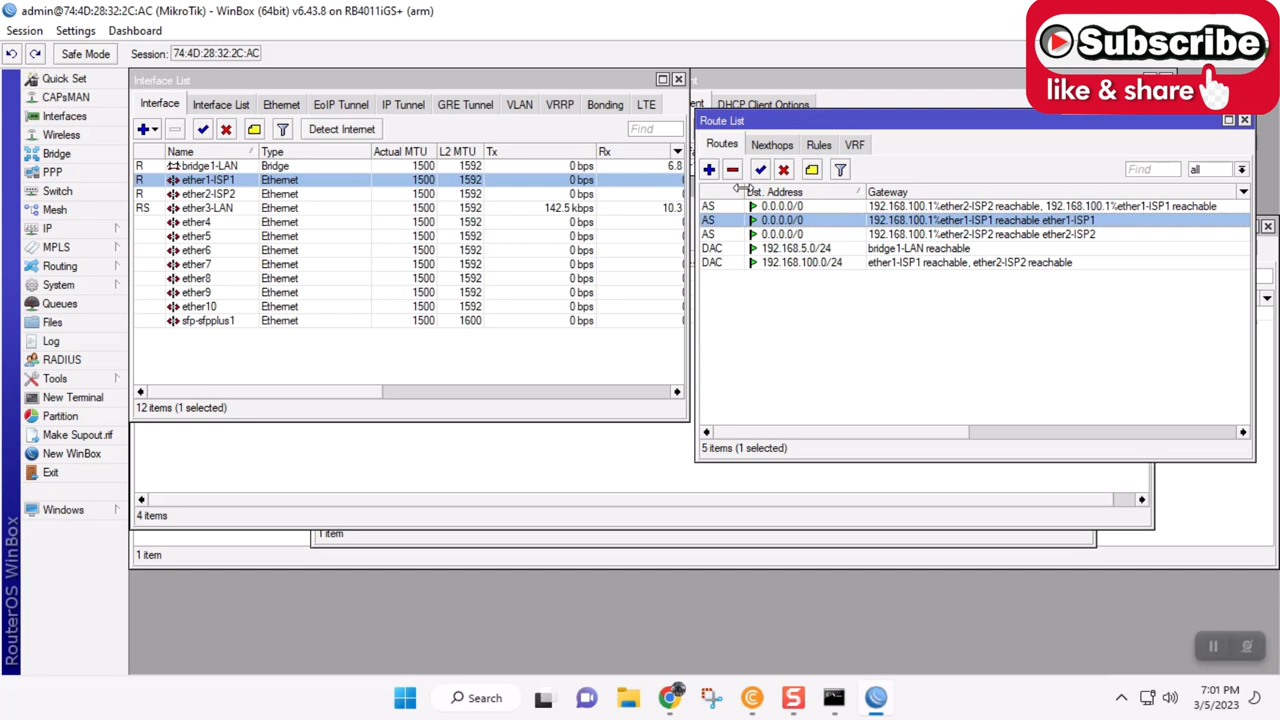 admin@74:4D:28:32:2C:AC (MikroTik) - WinBox (64bit) v6.43.8 on RB4011iGS+ (arm)
Session Settings Dashboard
Safe Mode Session: 74:4D:28:32:2C:AC
Subscribe
like & share
Quick Set
CAPsMAN
Interfaces
Wireless
Bridge
PPP
Switch
Mesh
IP
MPLS
Routing
System
Queues
Files
Log
RADIUS
Tools
New Terminal
Partition
Make Supout.rif
New WinBox
Exit
Windows
RouterOS WinBox
Interface List
Interface Interface List Ethernet EoIP Tunnel IP Tunnel GRE Tunnel VLAN VRRP Bonding LTE
Detect Internet Find
Name Type Actual MTU L2 MTU Tx Rx
R bridge1-LAN Bridge 1500 1592 0 bps 6.8
R ether1-ISP1 Ethernet 1500 1592 0 bps
R ether2-ISP2 Ethernet 1500 1592 0 bps
RS ether3-LAN Ethernet 1500 1592 142.5 kbps 10.3
ether4 Ethernet 1500 1592 0 bps
ether5 Ethernet 1500 1592 0 bps
ether6 Ethernet 1500 1592 0 bps
ether7 Ethernet 1500 1592 0 bps
ether8 Ethernet 1500 1592 0 bps
ether9 Ethernet 1500 1592 0 bps
ether10 Ethernet 1500 1592 0 bps
sfp-sfpplus1 Ethernet 1500 1600 0 bps
12 items (1 selected)
DHCP Client Options
Route List
Routes Nexthops Rules VRF
Find all
Dst. Address Gateway
AS 0.0.0.0/0 192.168.100.1%ether2-ISP2 reachable, 192.168.100.1%ether1-ISP1 reachable
AS 0.0.0.0/0 192.168.100.1%ether1-ISP1 reachable ether1-ISP1
AS 0.0.0.0/0 192.168.100.1%ether2-ISP2 reachable ether2-ISP2
DAC 192.168.5.0/24 bridge1-LAN reachable
DAC 192.168.100.0/24 ether1-ISP1 reachable, ether2-ISP2 reachable
5 items (1 selected)
4 items
1 item
1 item
Search
7:01 PM
3/5/2023